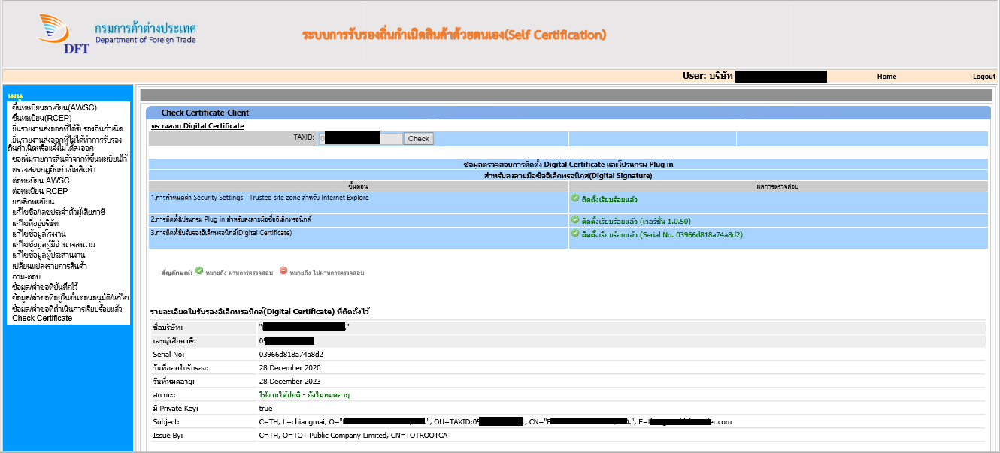 กรมการค้าต่างประเทศ
Department of Foreign Trade
DFT
ระบบการรับรองถิ่นกำเนิดสินค้าด้วยตนเอง(Self Certification)
User: บริษัท Home Logout
เมนู
ขึ้นทะเบียนอาเซียน(AWSC)
ขึ้นทะเบียน(RCEP)
ยื่นรายงานส่งออกที่ได้รับรองถิ่นกำเนิด
ยื่นรายงานส่งออกที่ไม่ได้ทำการรับรอง
ถิ่นกำเนิดหรือแจ้งไม่ได้ส่งออก
ขอเพิ่มรายการสินค้าจากที่ขึ้นทะเบียนไว้
ตรวจสอบกฎถิ่นกำเนิดสินค้า
ต่อทะเบียน AWSC
ต่อทะเบียน RCEP
ยกเลิกทะเบียน
แก้ไขชื่อ/เลขประจำตัวผู้เสียภาษี
แก้ไขที่อยู่บริษัท
แก้ไขข้อมูลโรงงาน
แก้ไขข้อมูลผู้มีอำนาจลงนาม
แก้ไขข้อมูลผู้ประสานงาน
เปลี่ยนแปลงรายการสินค้า
ถาม-ตอบ
ข้อมูล/คำขอที่บันทึกไว้
ข้อมูล/คำขอที่อยู่ในขั้นตอนอนุมัติ/แก้ไข
ข้อมูล/คำขอที่ดำเนินการเรียบร้อยแล้ว
Check Certificate
Check Certificate-Client
ตรวจสอบ Digital Certificate
TAXID: 0 Check
ข้อมูลตรวจสอบการติดตั้ง Digital Certificate และโปรแกรม Plug in
สำหรับลงลายมือชื่ออิเล็กทรอนิกส์(Digital Signature)
ขั้นตอน ผลการตรวจสอบ
1.การกำหนดค่า Security Settings - Trusted site zone สำหรับ Internet Explore ติดตั้งเรียบร้อยแล้ว
2.การติดตั้งโปรแกรม Plug in สำหรับลงลายมือชื่ออิเล็กทรอนิกส์ ติดตั้งเรียบร้อยแล้ว (เวอร์ชั่น 1.0.50)
3.การติดตั้งใบรับรองอิเล็กทรอนิกส์(Digital Certificate) ติดตั้งเรียบร้อยแล้ว (Serial No. 03966d818a74a8d2)
สัญลักษณ์: หมายถึง ผ่านการตรวจสอบ หมายถึง ไม่ผ่านการตรวจสอบ
รายละเอียดใบรับรองอิเล็กทรอนิกส์(Digital Certificate) ที่ติดตั้งไว้
ชื่อบริษัท: " "
เลขผู้เสียภาษี: 05
Serial No: 03966d818a74a8d2
วันที่ออกใบรับรอง: 28 December 2020
วันที่หมดอายุ: 28 December 2023
สถานะ: ใช้งานได้ปกติ - ยังไม่หมดอายุ
มี Private Key: true
Subject: C=TH, L=chiangmai, O=" .", OU=TAXID:05 , CN="E .", E= r.com
Issue By: C=TH, O=TOT Public Company Limited, CN=TOTROOTCA